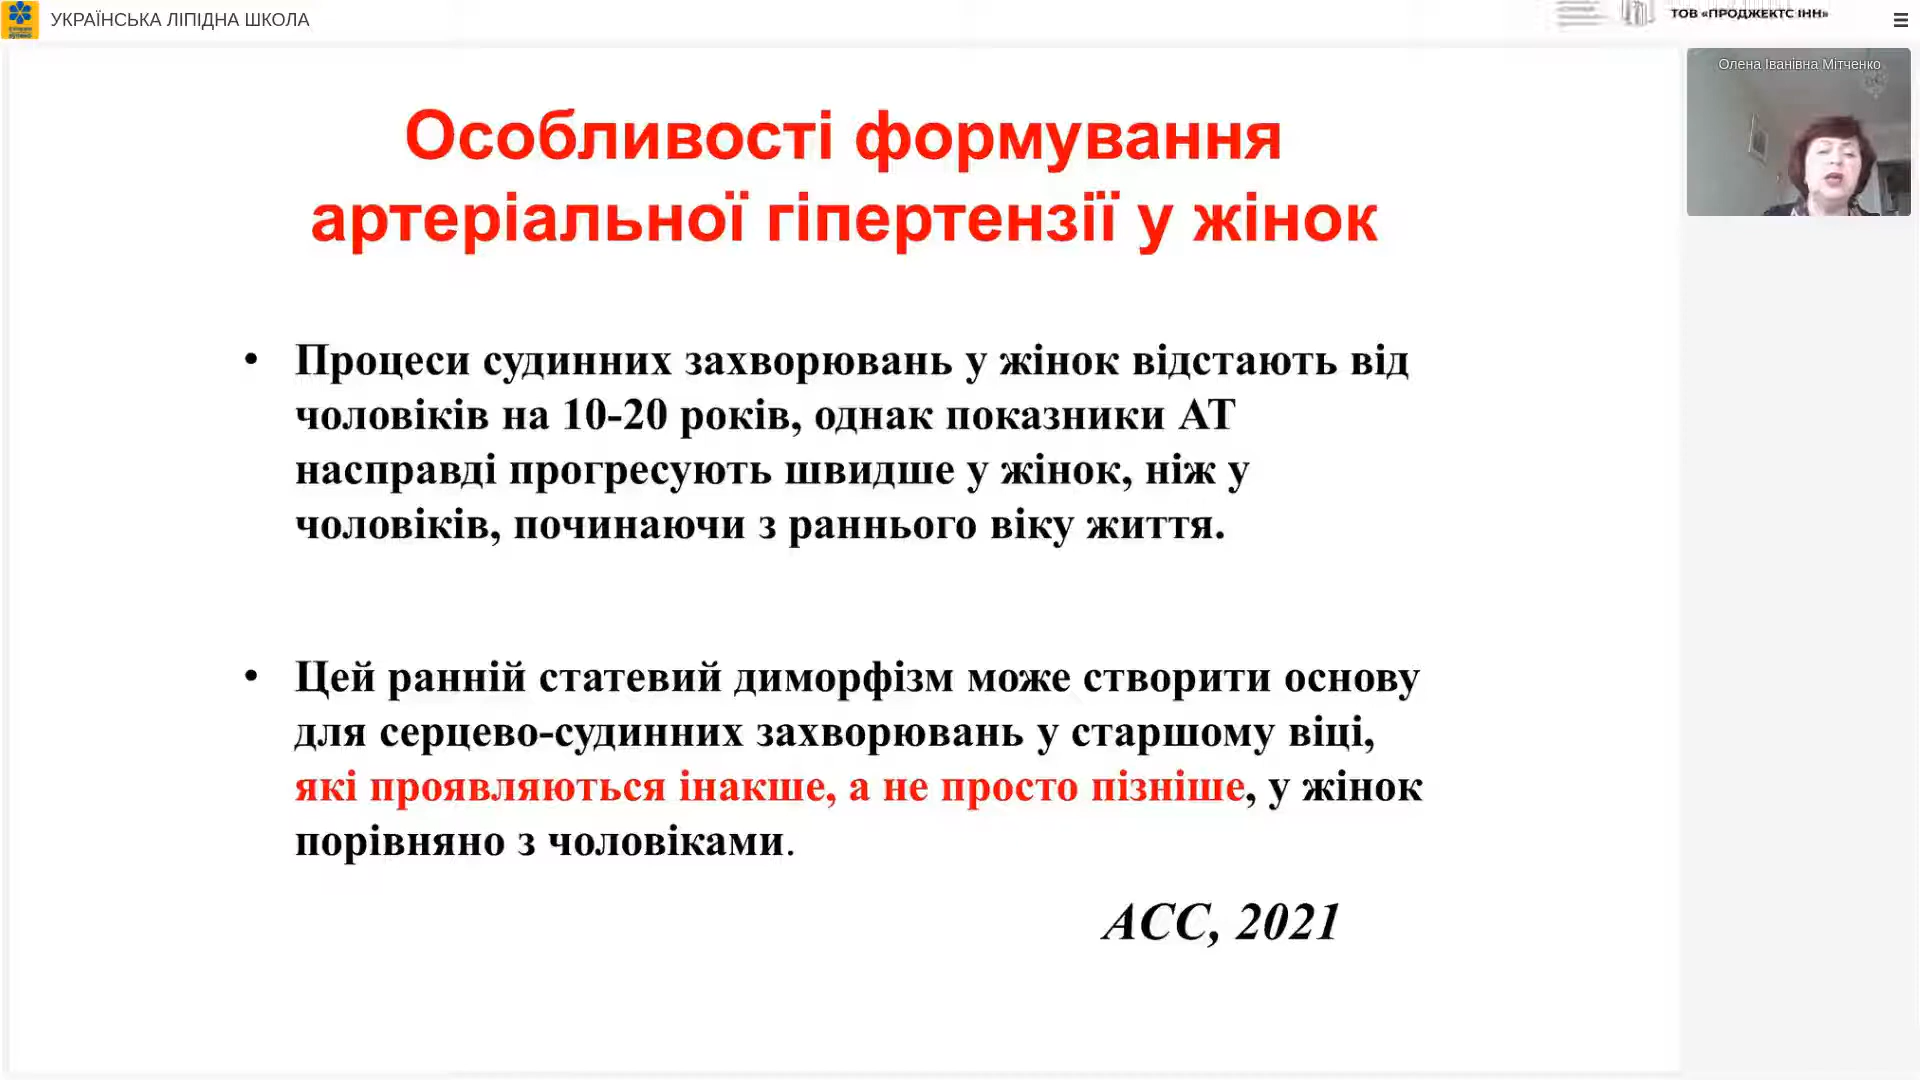 УКРАЇНСЬКА ЛІПІДНА ШКОЛА
ТОВ «ПРОДЖЕКТС ІНН»
Олена Іванівна Мітченко
Особливості формування
артеріальної гіпертензії у жінок
• Процеси судинних захворювань у жінок відстають від
чоловіків на 10-20 років, однак показники АТ
насправді прогресують швидше у жінок, ніж у
чоловіків, починаючи з раннього віку життя.
• Цей ранній статевий диморфізм може створити основу
для серцево-судинних захворювань у старшому віці,
які проявляються інакше, а не просто пізніше, у жінок
порівняно з чоловіками.
ACC, 2021